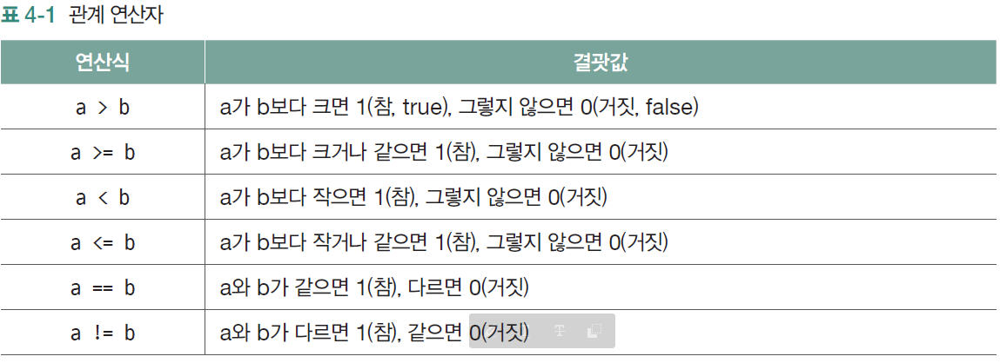 표 4-1 관계 연산자
연산식 결괏값
a > b a가 b보다 크면 1(참, true), 그렇지 않으면 0(거짓, false)
a >= b a가 b보다 크거나 같으면 1(참), 그렇지 않으면 0(거짓)
a < b a가 b보다 작으면 1(참), 그렇지 않으면 0(거짓)
a <= b a가 b보다 작거나 같으면 1(참), 그렇지 않으면 0(거짓)
a == b a와 b가 같으면 1(참), 다르면 0(거짓)
a != b a와 b가 다르면 1(참), 같으면 0(거짓)